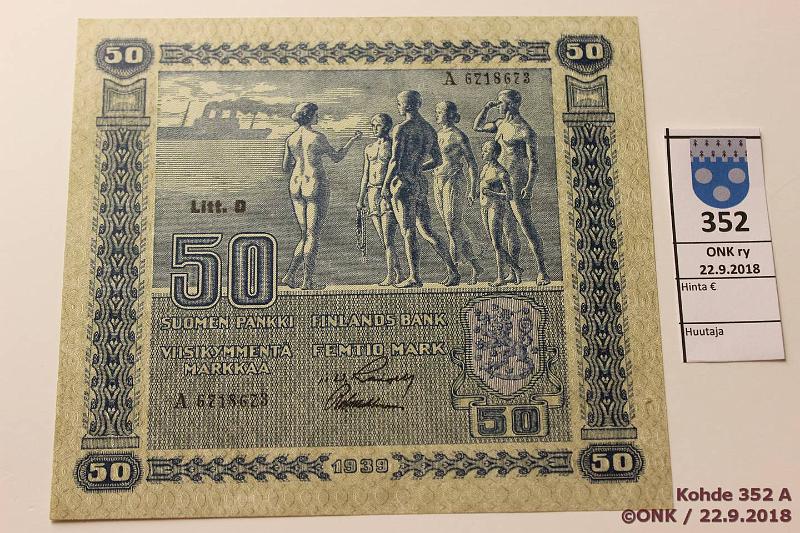 50
50
A 6718673
Litt. D
50
SUOMEN PANKKI FINLANDS BANK
VIISIKYMMENTÄ FEMTIO MARK
MARKKAA
A 6718673
50
50
1939
50
352
ONK ry
22.9.2018
Hinta €
Huutaja
Kohde 352 A
©ONK / 22.9.2018